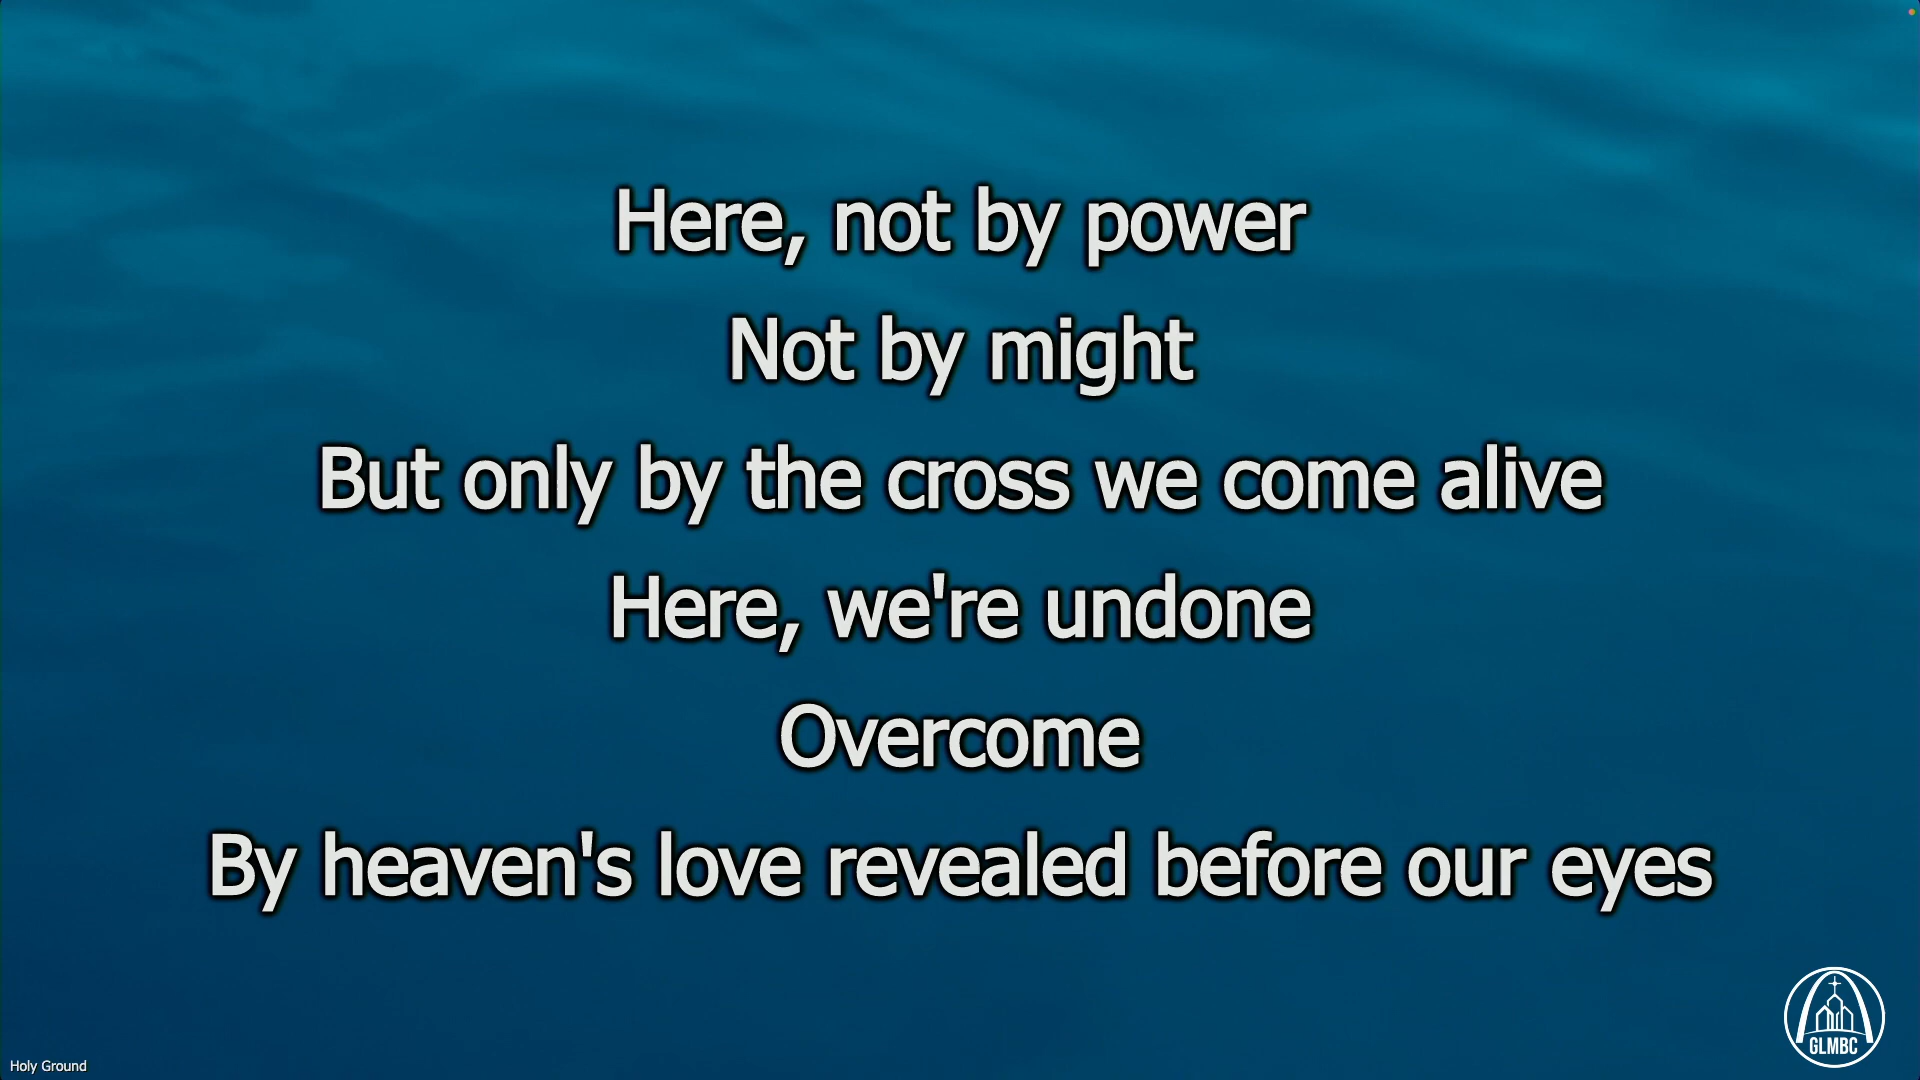 Here, not by power
Not by might
But only by the cross we come alive
Here, we're undone
Overcome
By heaven's love revealed before our eyes
GLMBC
Holy Ground